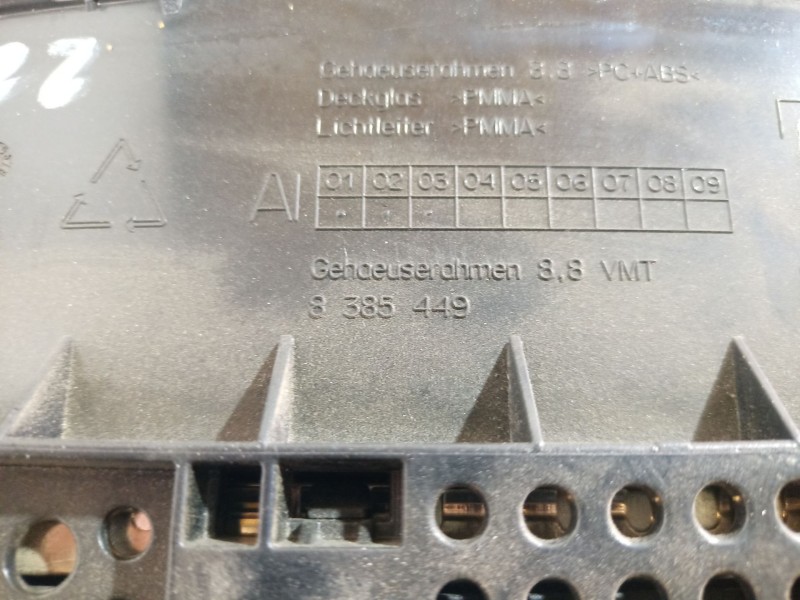 Gehaeuserahmen 8.8 >PC+ABS<
Deckglas >PMMA<
Lichtleiter >PMMA<
AI 01 02 03 04 05 06 07 08 09
Gehaeuserahmen 8,8 VMT
8 385 449